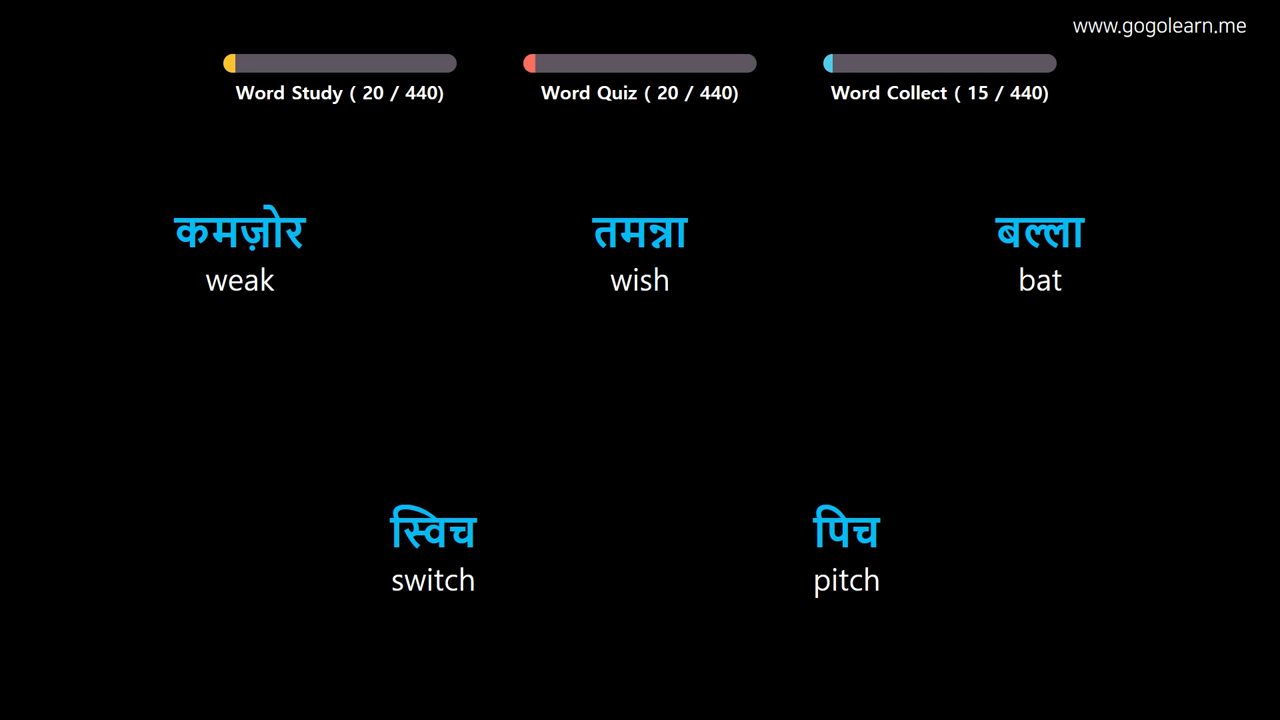 www.gogolearn.me
Word Study ( 20 / 440)
Word Quiz ( 20 / 440)
Word Collect ( 15 / 440)
कमज़ोर
weak
तमन्ना
wish
बल्ला
bat
स्विच
switch
पिच
pitch